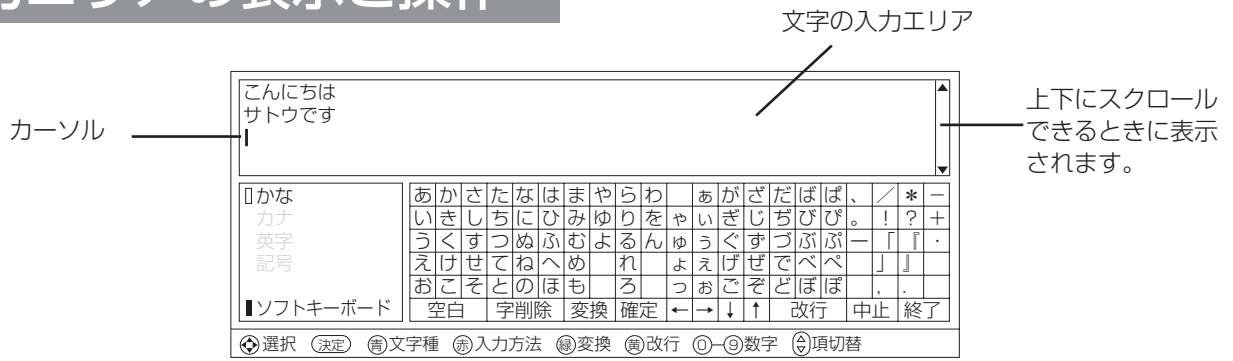 力エリアの表示と操作
文字の入力エリア
こんにちは
サトウです
カーソル
上下にスクロール
できるときに表示
されます。
かな
カナ
英字
記号
ソフトキーボード
あ か さ た な は ま や ら わ ぁ が ざ だ ば ぱ 、 / * −
い き し ち に ひ み ゆ り を ゃ ぃ ぎ じ ぢ び ぴ 。 ! ? +
う く す つ ぬ ふ む よ る ん ゅ ぅ ぐ ず づ ぶ ぷ ー 「 『 ・
え け せ て ね へ め れ ょ ぇ げ ぜ で べ ぺ 」 』
お こ そ と の ほ も ろ っ ぉ ご ぞ ど ぼ ぽ , .
空白 字削除 変換 確定 ← → ↓ ↑ 改行 中止 終了
選択 決定 青文字種 赤入力方法 緑変換 黄改行 0−9数字 項切替